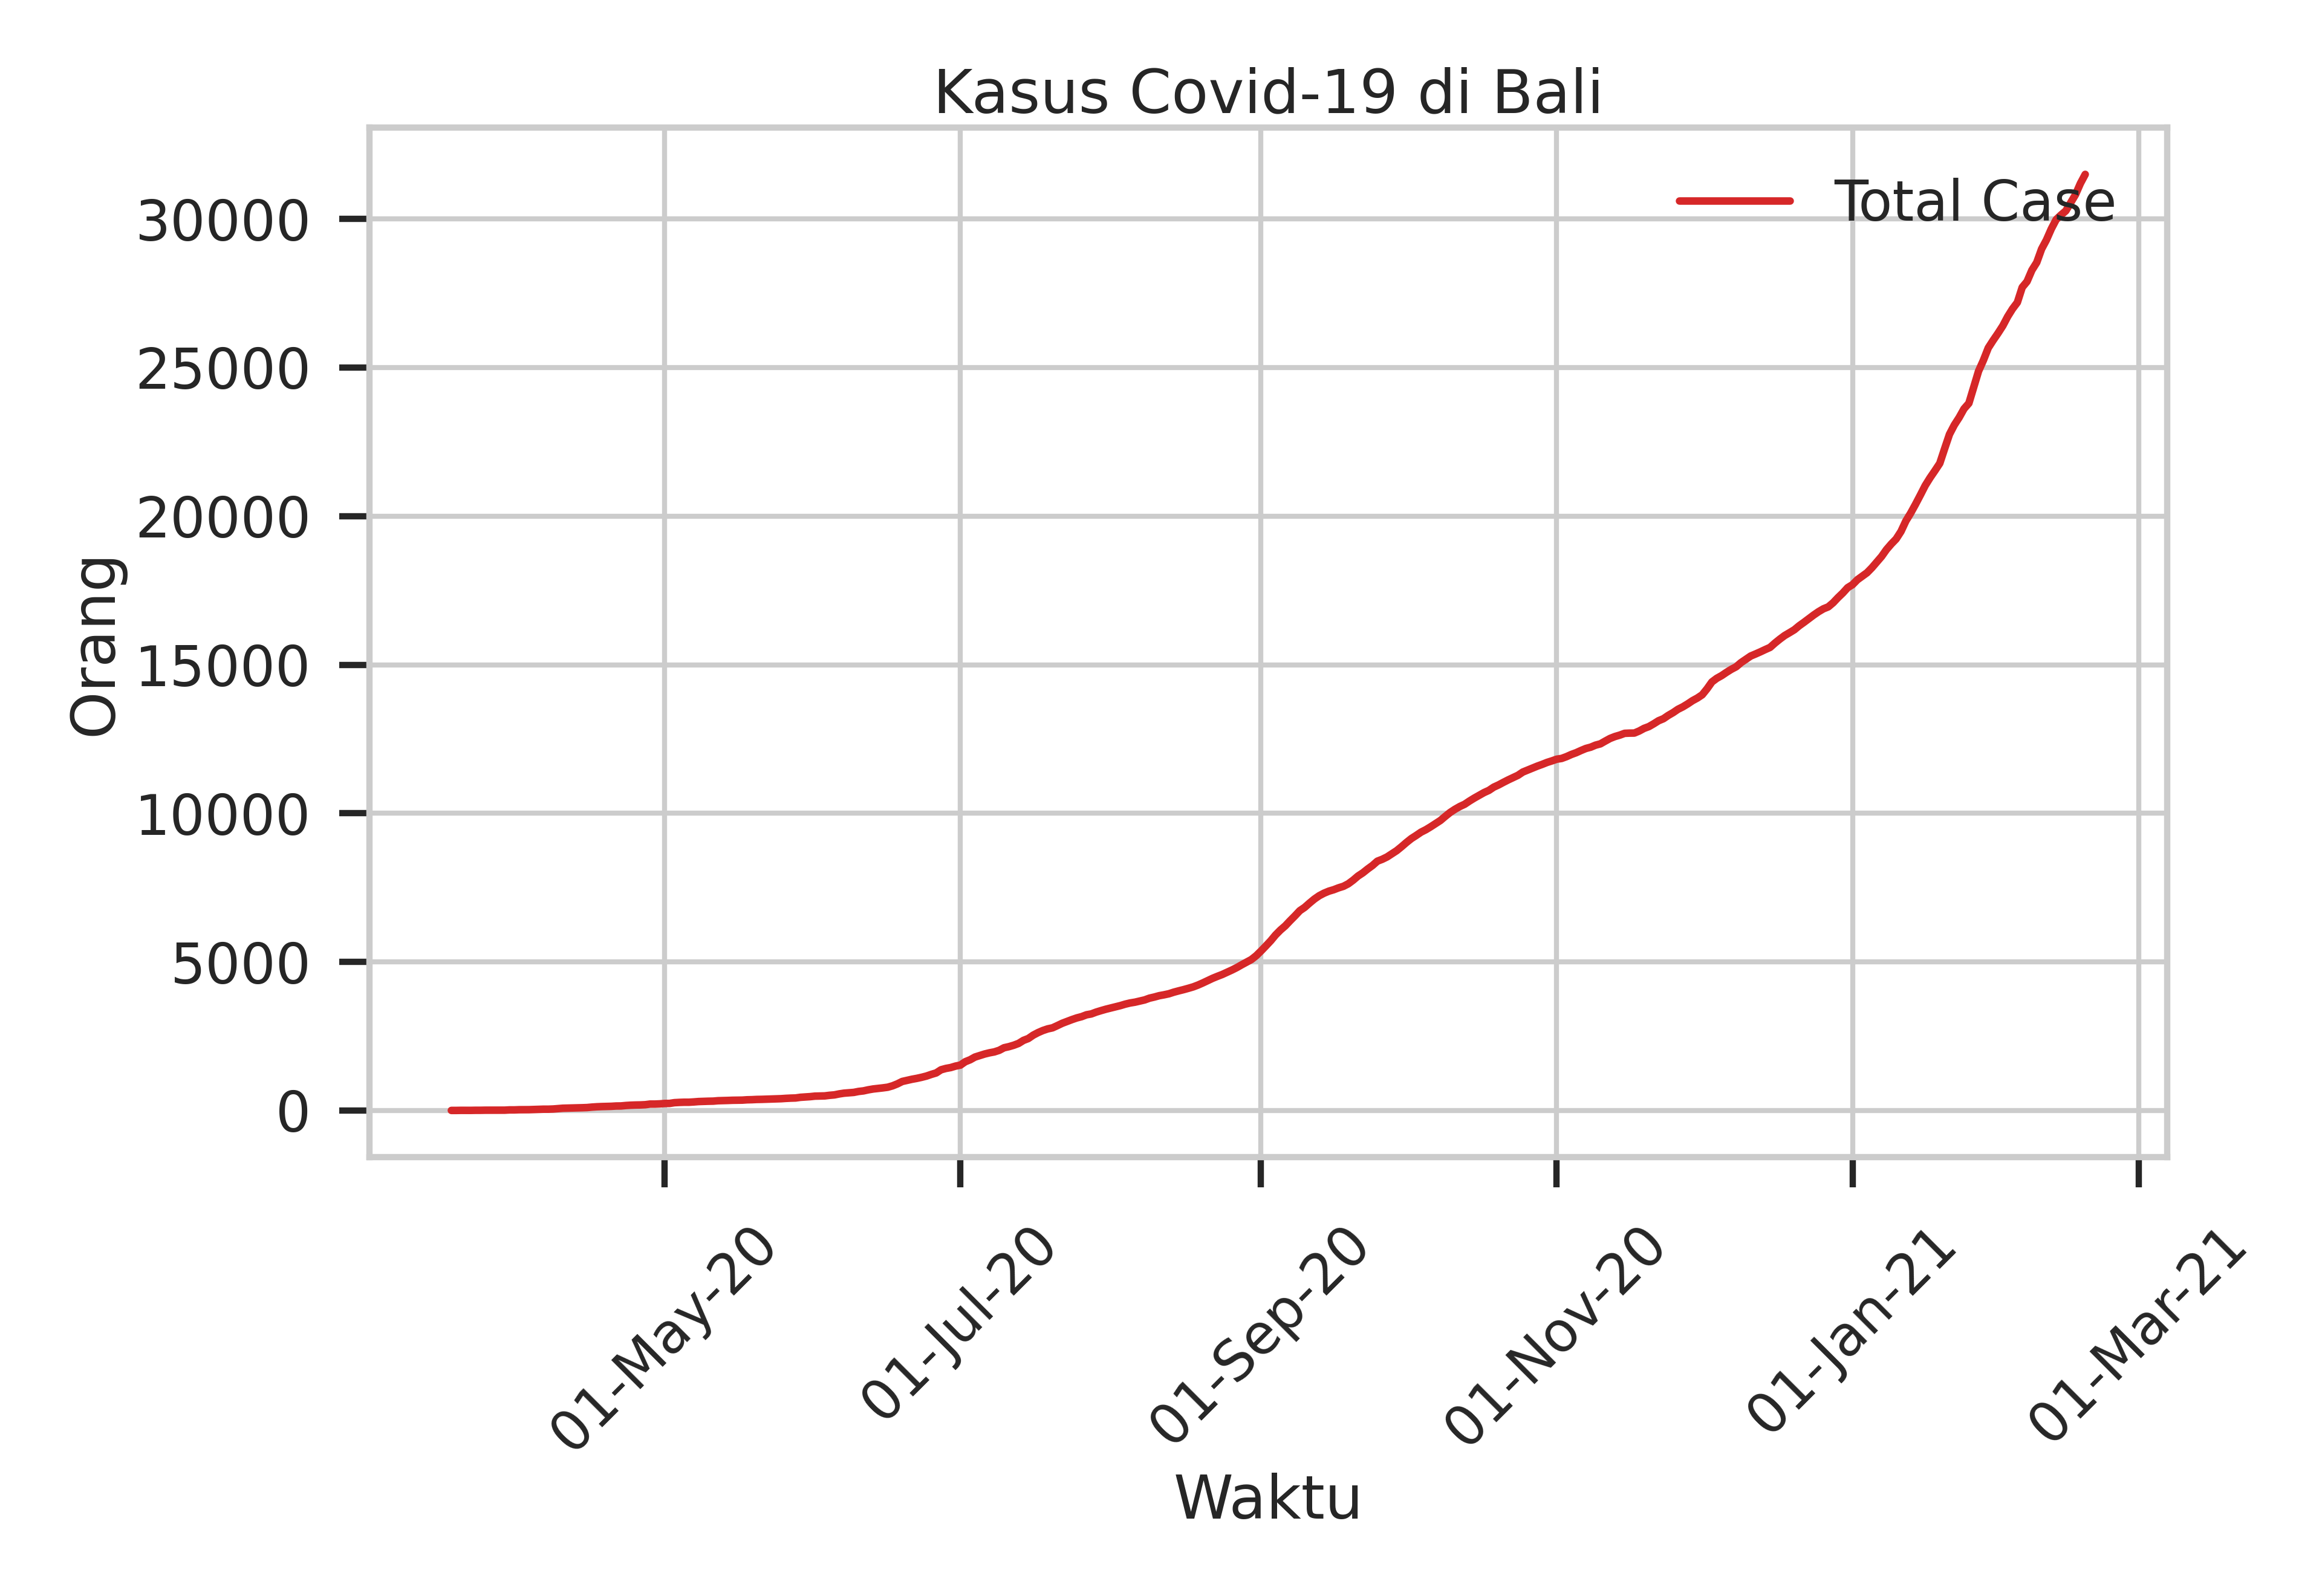 Kasus Covid-19 di Bali
Total Case
30000
25000
20000
15000
10000
5000
0
Orang
01-May-20
01-Jul-20
01-Sep-20
01-Nov-20
01-Jan-21
01-Mar-21
Waktu